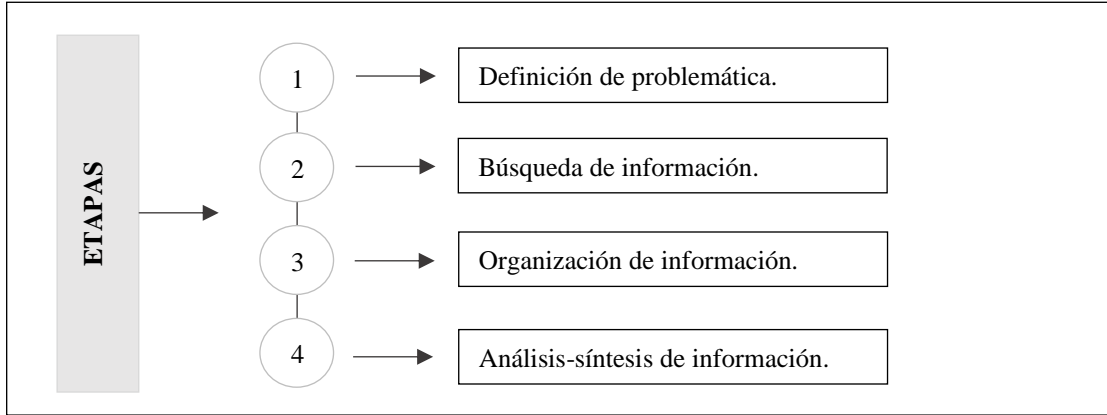 ETAPAS
1
Definición de problemática.
2
Búsqueda de información.
3
Organización de información.
4
Análisis-síntesis de información.